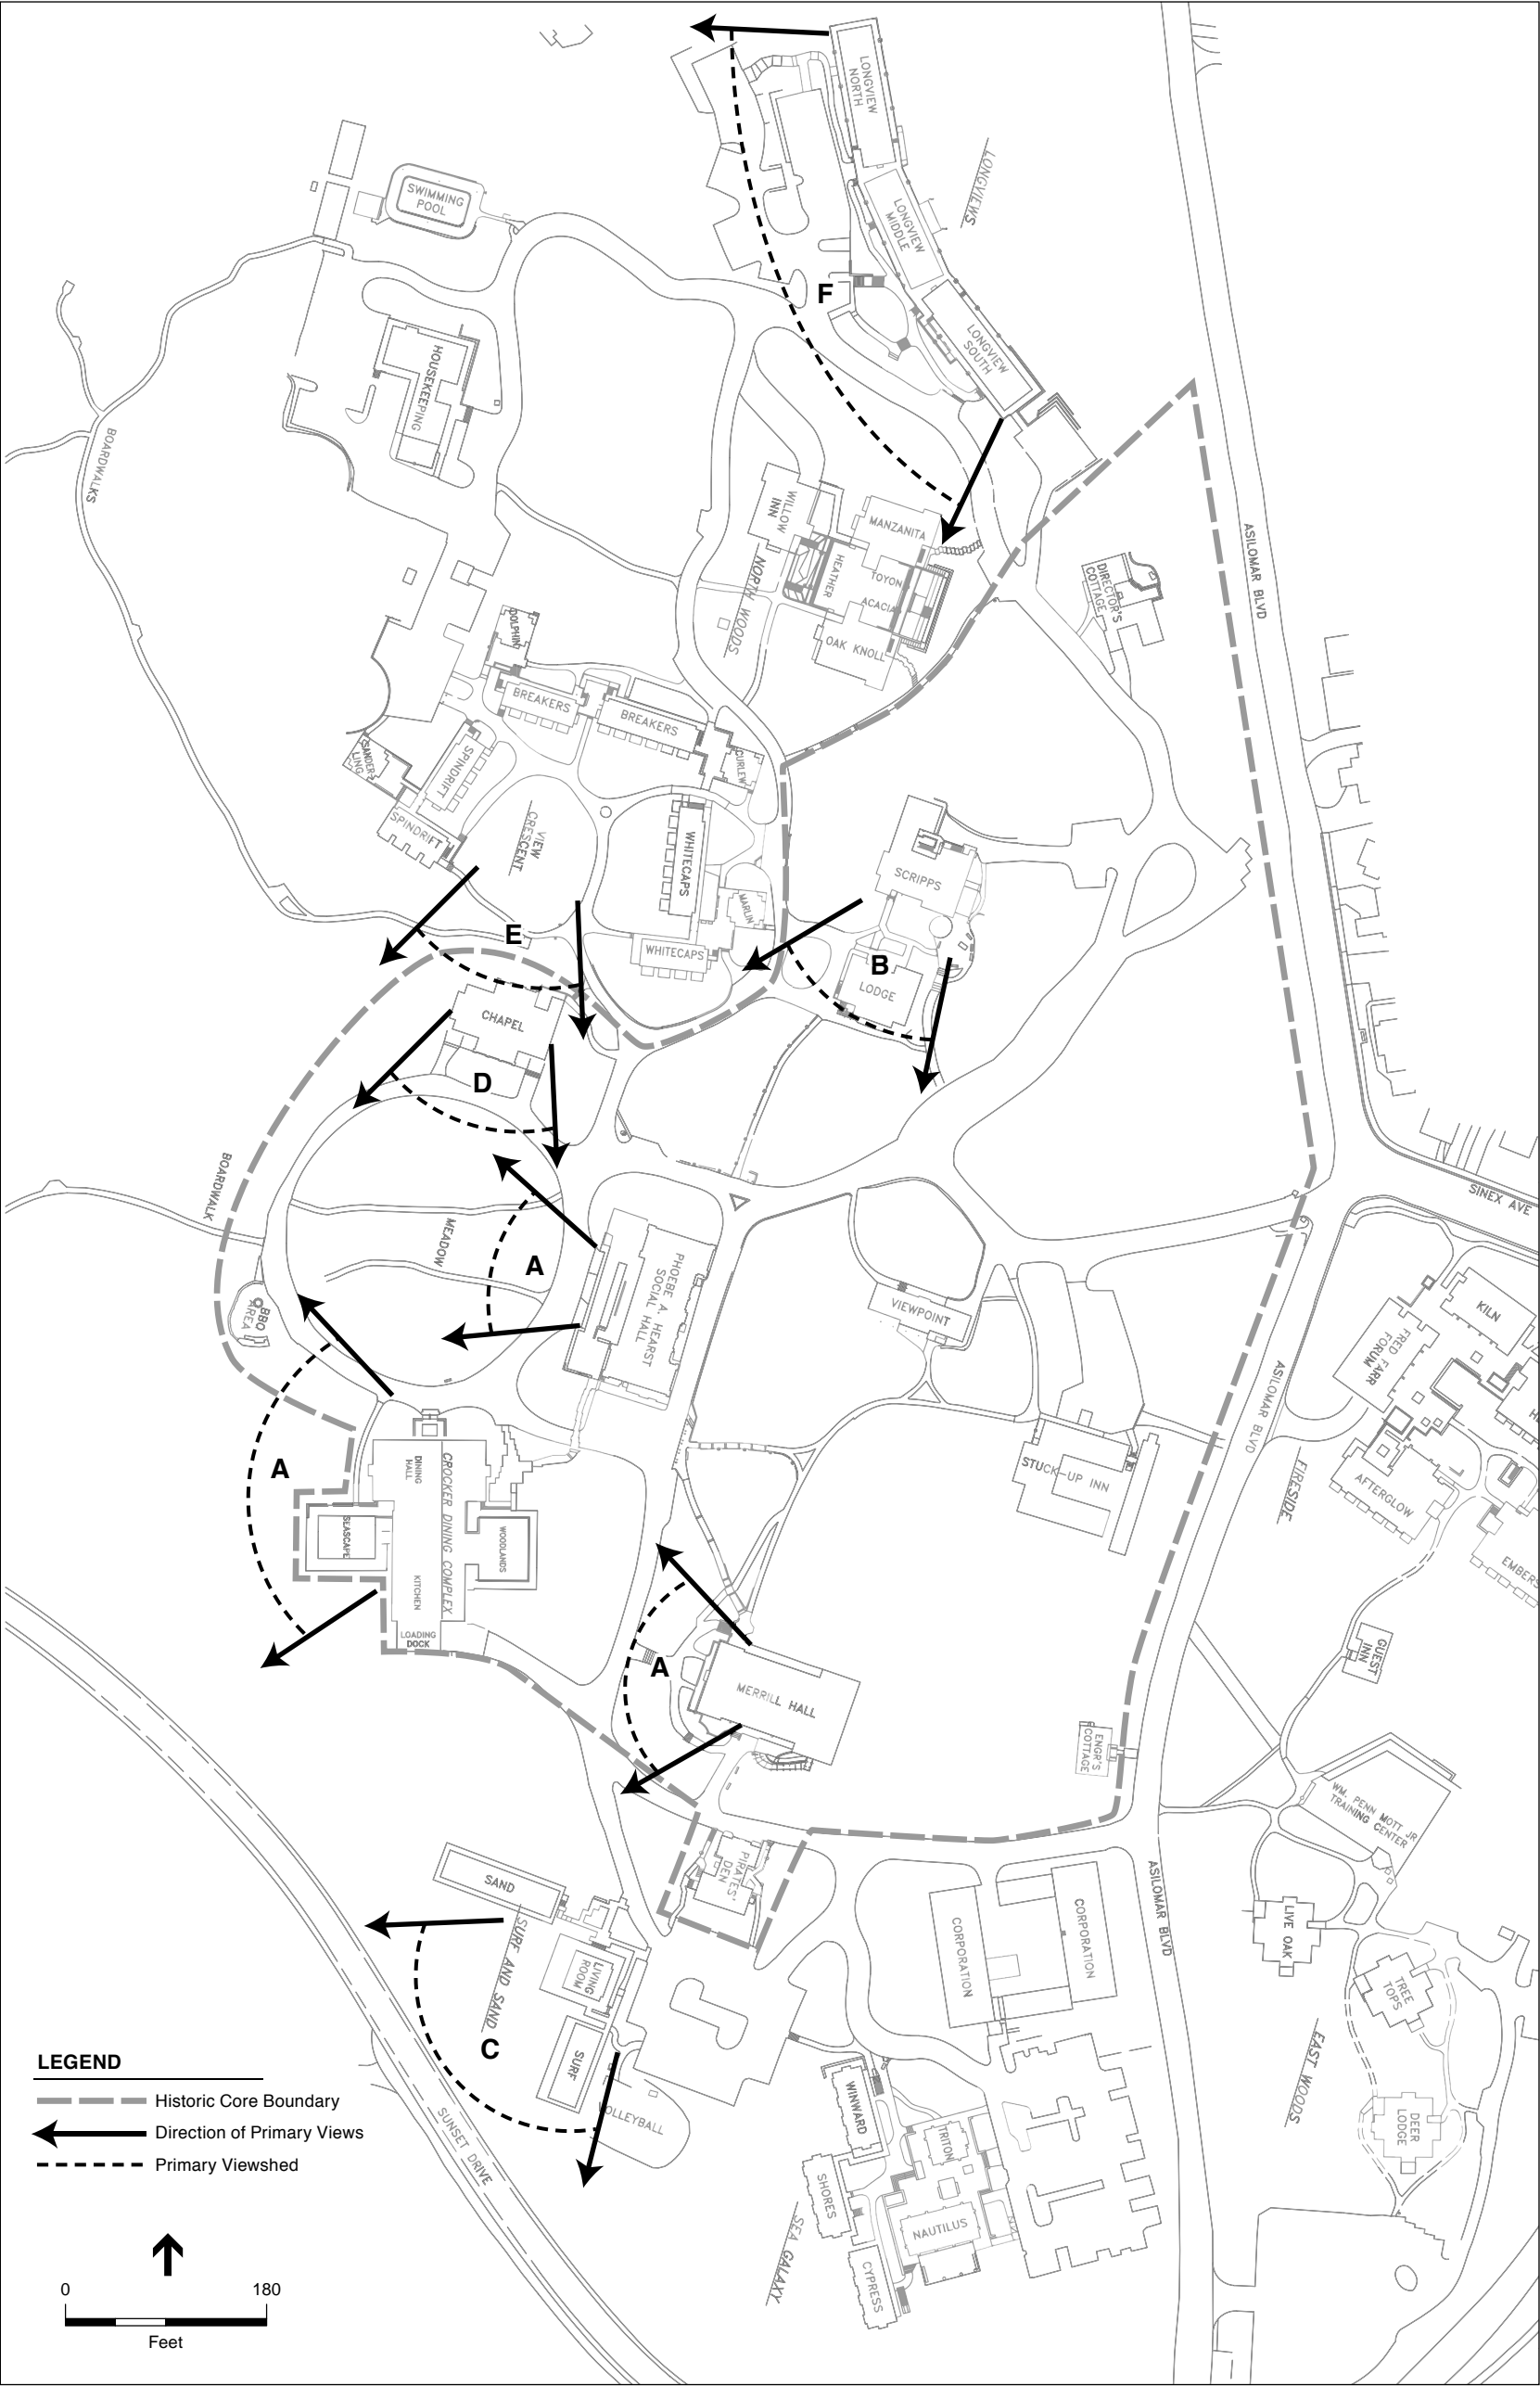 LONGVIEW
NORTH
LONGVIEWS
SWIMMING
POOL
LONGVIEW
MIDDLE
F
LONGVIEW
SOUTH
HOUSEKEEPING
BOARDWALKS
WILLOW
INN
MANZANITA
HEATHER
TOYON
ACACIA
OAK KNOLL
NORTH WOODS
ASILOMAR BLVD
DIRECTOR'S
COTTAGE
DOLPHIN
BREAKERS
BREAKERS
CURLEW
SANDER-
LING
SPINDRIFT
SPINDRIFT
VIEW
CRESCENT
WHITECAPS
MARLIN
WHITECAPS
SCRIPPS
E
B
LODGE
CHAPEL
D
BOARDWALK
MEADOW
A
PHOEBE A. HEARST
SOCIAL HALL
SINEX AVE
BBQ
AREA
VIEWPOINT
KILN
FRED FARR
FORUM
ASILOMAR BLVD
A
DINING
HALL
CROCKER DINING COMPLEX
SEASCAPE
WOODLANDS
KITCHEN
LOADING
DOCK
STUCK-UP INN
FIRESIDE
AFTERGLOW
EMBERS
GUEST
INN
A
MERRILL HALL
ENGR'S
COTTAGE
WM. PENN MOTT JR
TRAINING CENTER
PIRATES'
DEN
SAND
SURF AND SAND
LIVING
ROOM
C
SURF
VOLLEYBALL
CORPORATION
CORPORATION
ASILOMAR BLVD
LIVE OAK
TREE
TOPS
EAST WOODS
DEER
LODGE
WINWARD
TRITON
SHORES
NAUTILUS
CYPRESS
SEA GALAXY
SUNSET DRIVE
LEGEND
Historic Core Boundary
Direction of Primary Views
Primary Viewshed
0 180
Feet